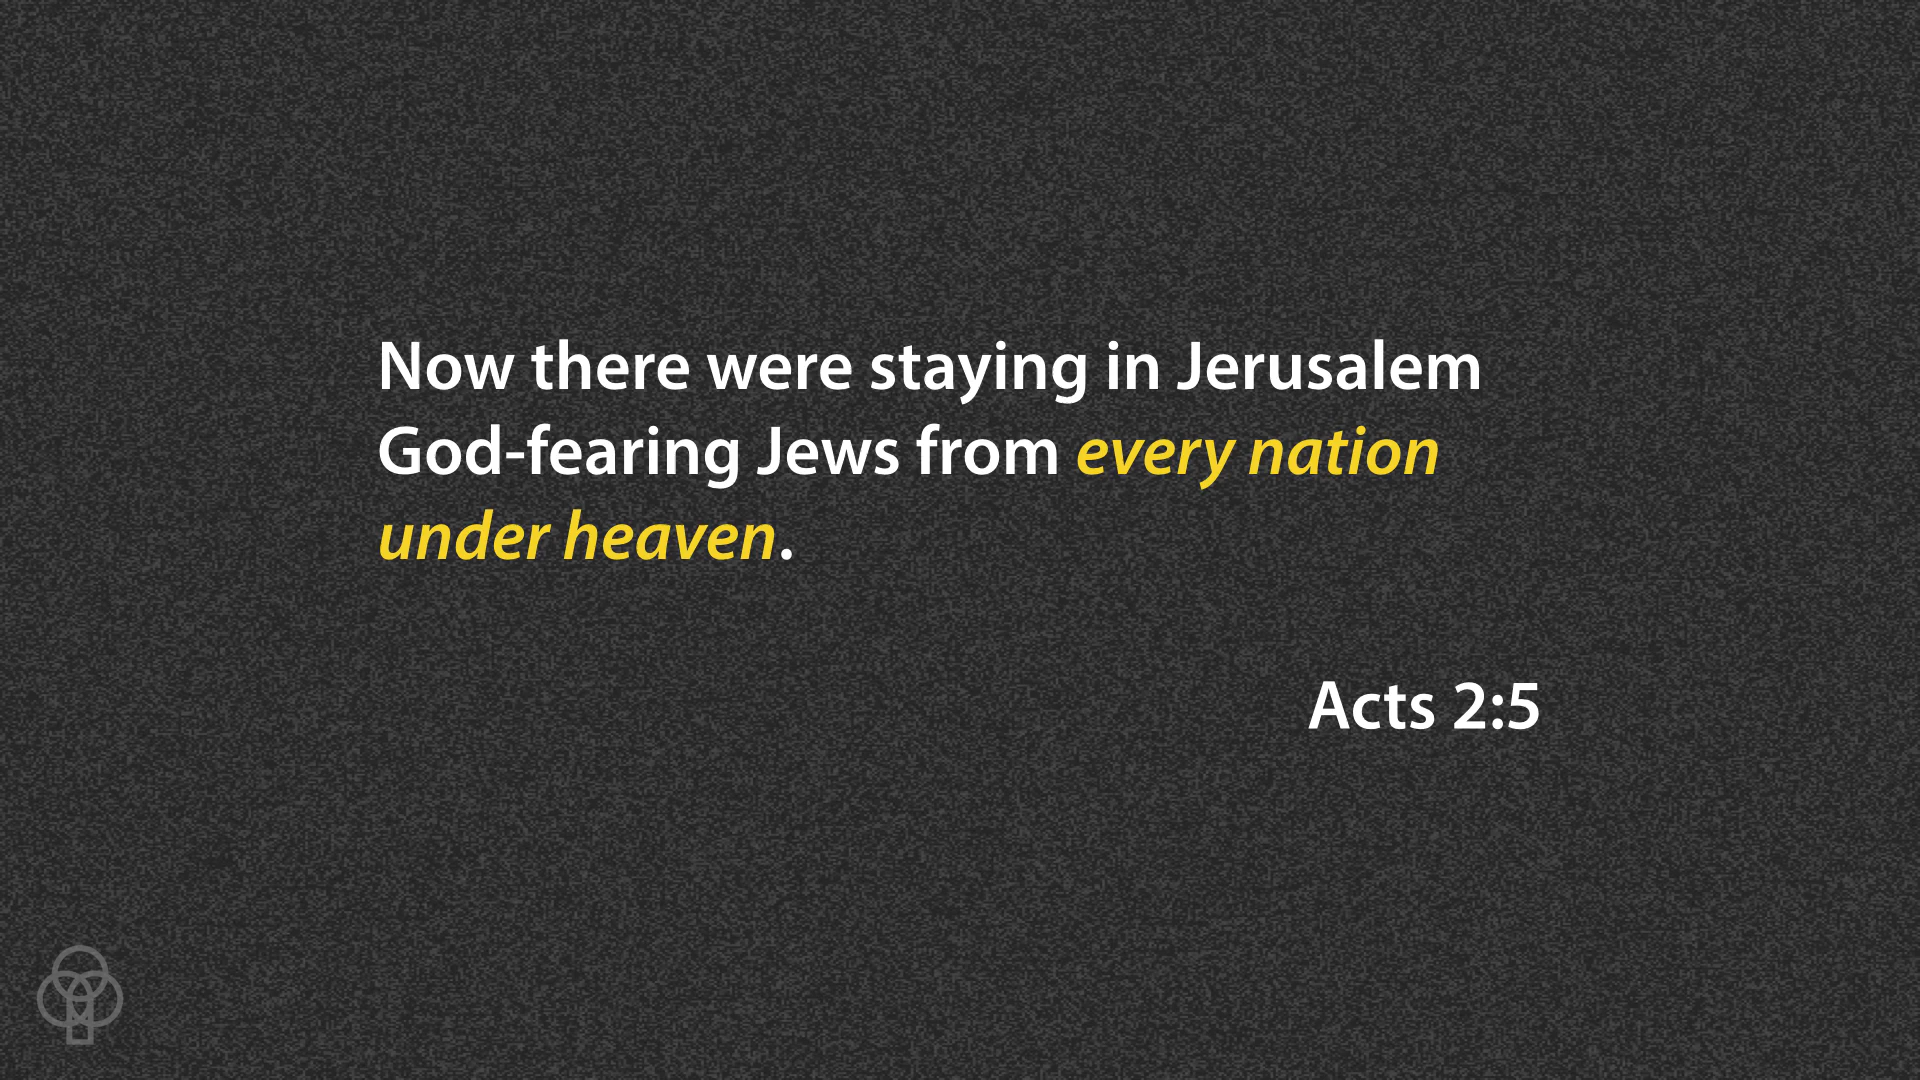 Now there were staying in Jerusalem
God-fearing Jews from every nation
under heaven.
Acts 2:5